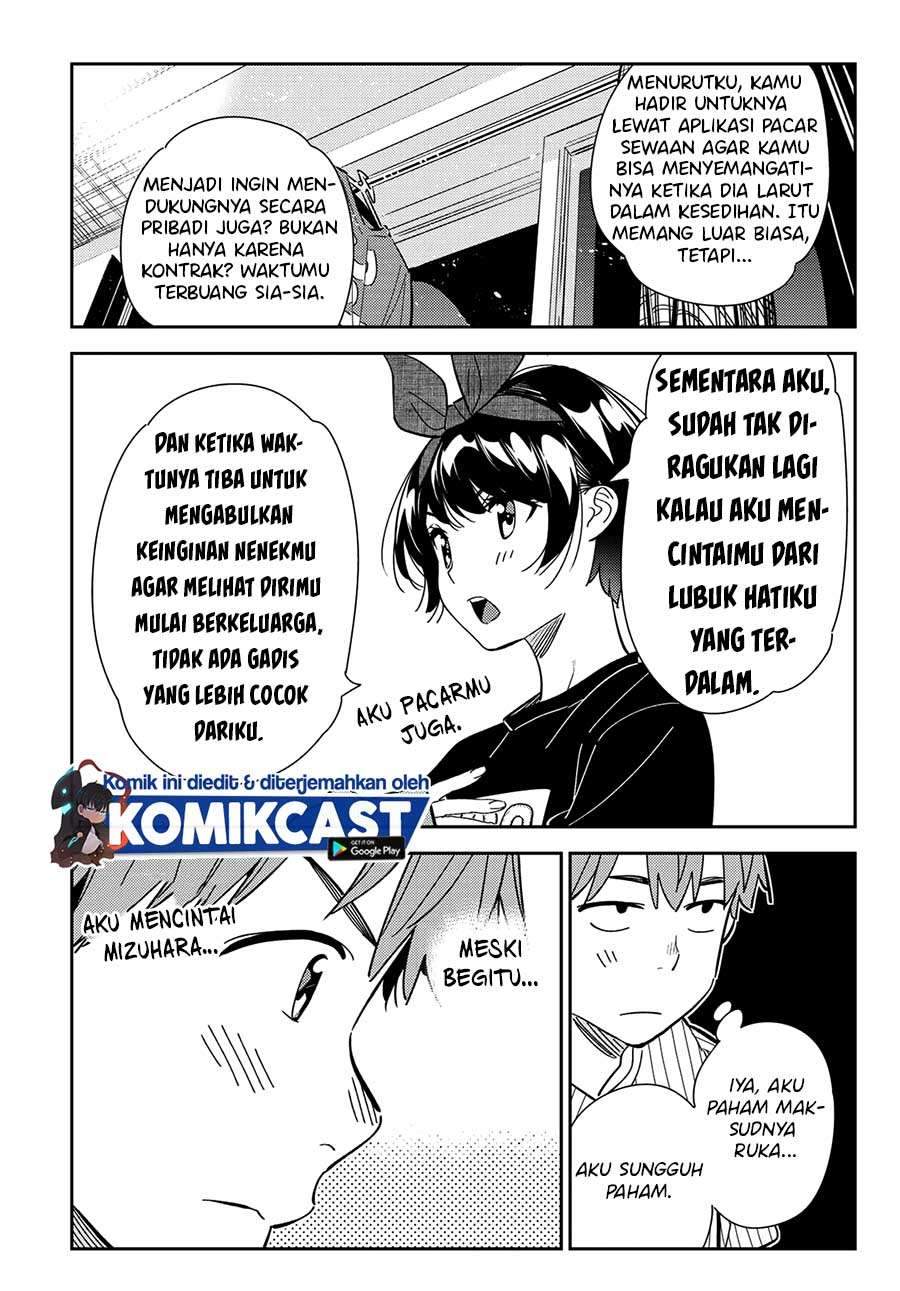 MENURUTKU, KAMU
HADIR UNTUKNYA
LEWAT APLIKASI PACAR
SEWAAN AGAR KAMU
BISA MENYEMANGATI-
NYA KETIKA DIA LARUT
DALAM KESEDIHAN. ITU
MEMANG LUAR BIASA,
TETAPI...
MENJADI INGIN MEN-
DUKUNGNYA SECARA
PRIBADI JUGA? BUKAN
HANYA KARENA
KONTRAK? WAKTUMU
TERBUANG SIA-SIA.
SEMENTARA AKU,
SUDAH TAK DI-
RAGUKAN LAGI
KALAU AKU MEN-
CINTAIMU DARI
LUBUK HATIKU
YANG TER-
DALAM.
DAN KETIKA WAK-
TUNYA TIBA UNTUK
MENGABULKAN
KEINGINAN NENEKMU
AGAR MELIHAT DIRIMU
MULAI BERKELUARGA,
TIDAK ADA GADIS
YANG LEBIH COCOK
DARIKU.
AKU PACARMU
JUGA.
Komik ini diedit & diterjemahkan oleh
KOMIKCAST
GET IT ON
Google Play
IYA, AKU
PAHAM MAK-
SUDNYA
RUKA...
AKU SUNGGUH
PAHAM.
MESKI
BEGITU...
AKU MENCINTAI
MIZUHARA...